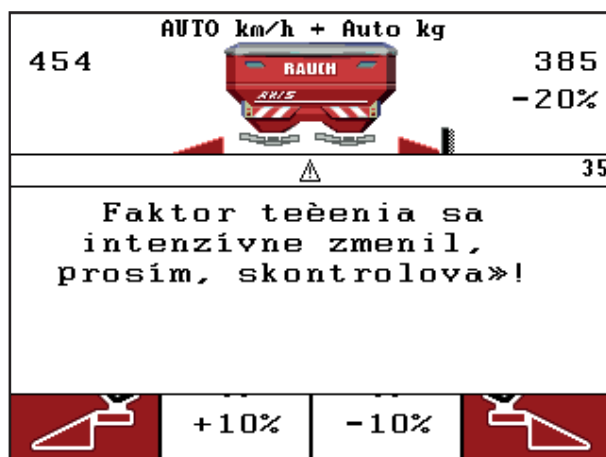 AUTO km/h + Auto kg
454
385
RAUCH
-20%
AXIS
35
Faktor teèenia sa
intenzívne zmenil,
prosím, skontrolova»!
+10%
-10%